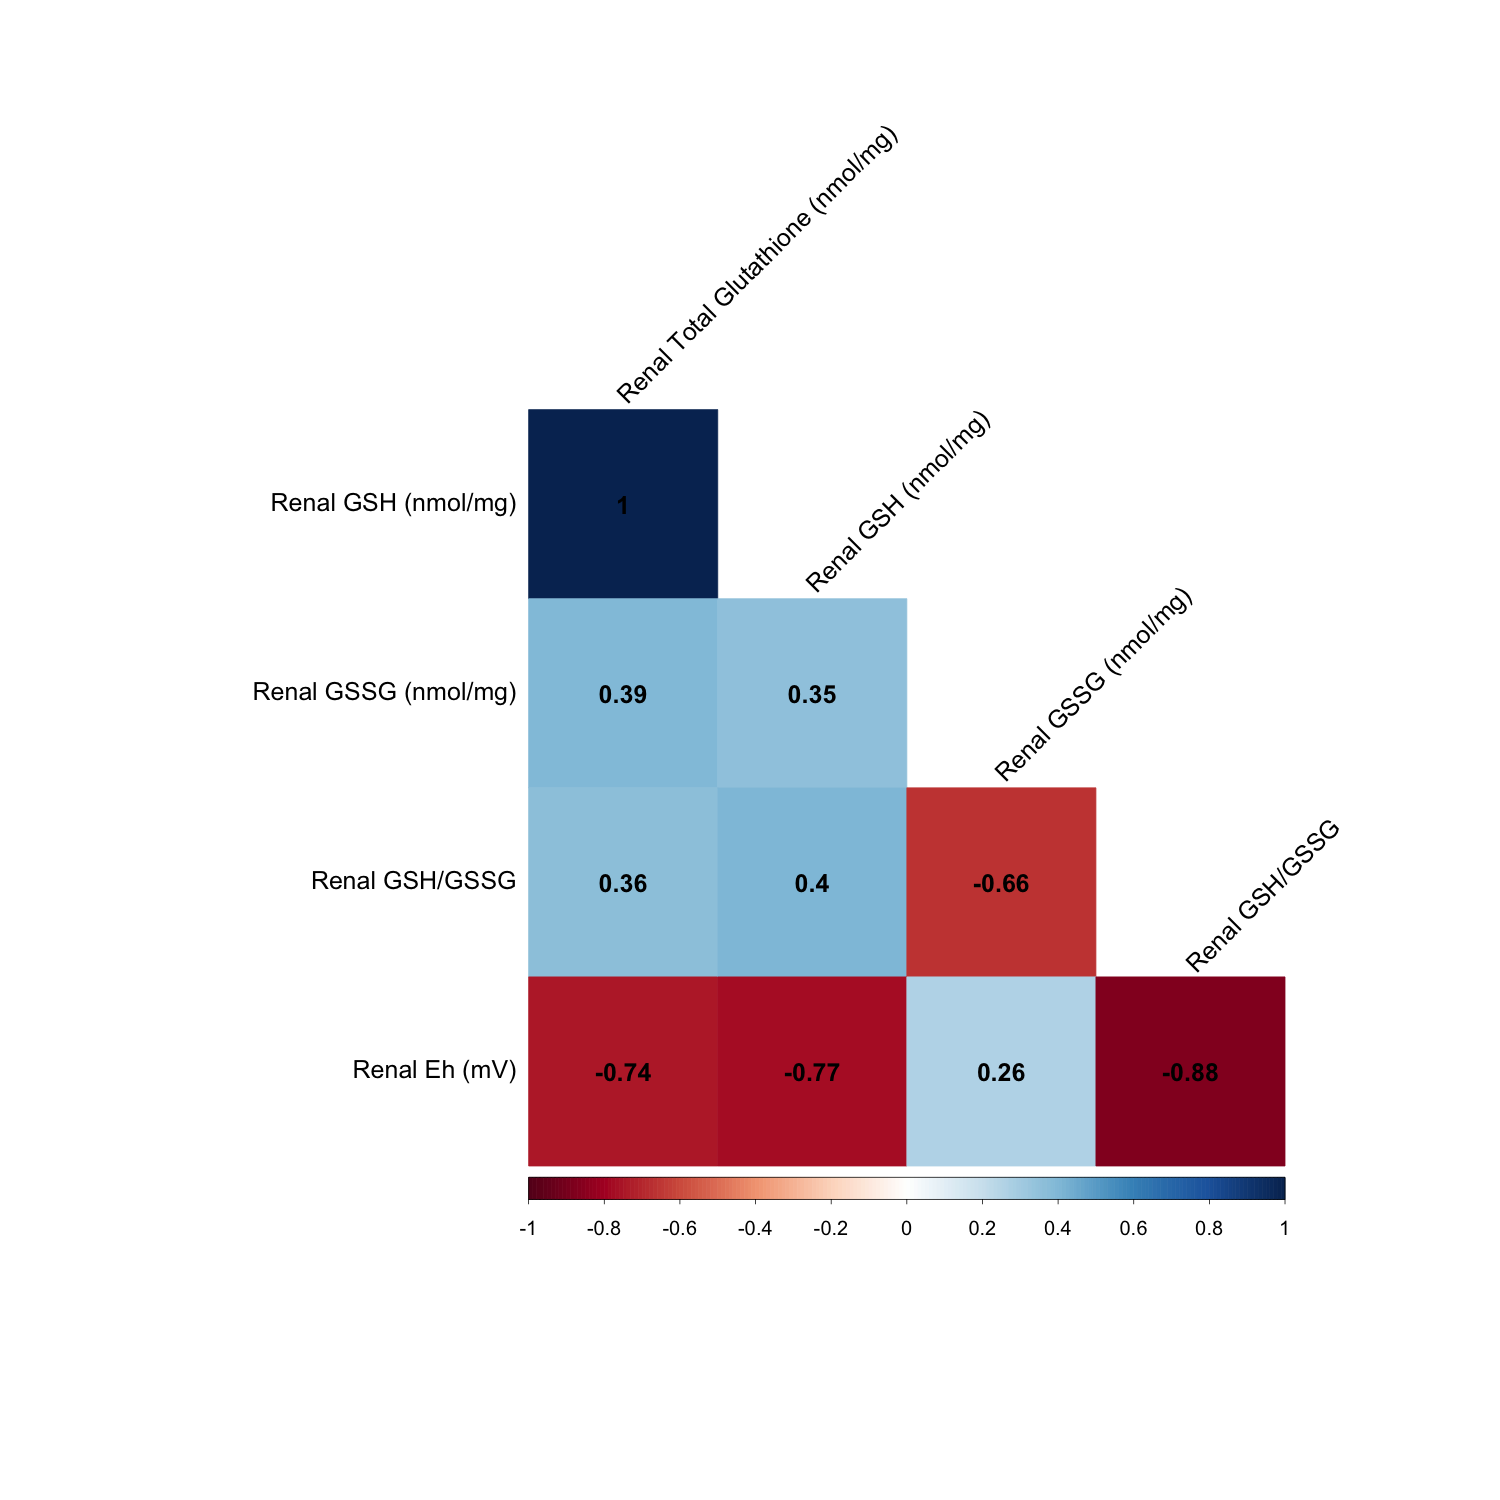 Renal Total Glutathione (nmol/mg)
Renal GSH (nmol/mg)
Renal GSH (nmol/mg)
1
Renal GSSG (nmol/mg)
Renal GSSG (nmol/mg)
0.39
0.35
Renal GSH/GSSG
Renal GSH/GSSG
0.36
0.4
-0.66
Renal Eh (mV)
-0.74
-0.77
0.26
-0.88
-1 -0.8 -0.6 -0.4 -0.2 0 0.2 0.4 0.6 0.8 1